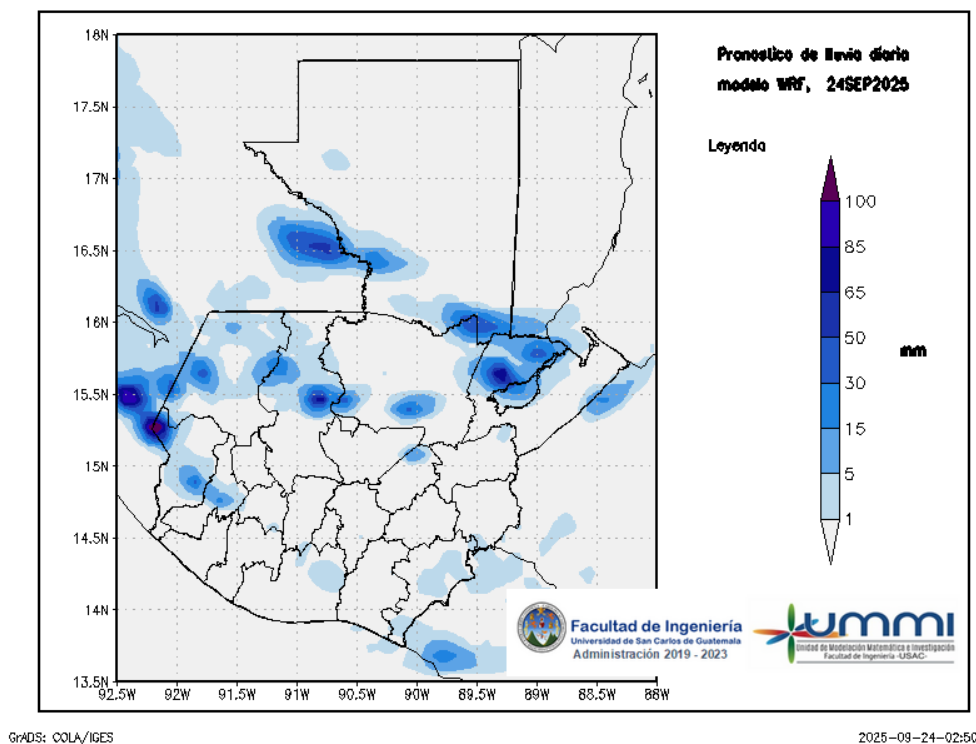 Pronostico de lluvia diaria
modelo WRF, 24SEP2025
Leyenda
100
85
65
50
30
15
5
1
mm
18N
17.5N
17N
16.5N
16N
15.5N
15N
14.5N
14N
13.5N
92.5W
92W
91.5W
91W
90.5W
90W
89.5W
89W
88.5W
88W
Facultad de Ingeniería
Universidad de San Carlos de Guatemala
Administración 2019 - 2023
ummi
Unidad de Modelación Matemática e Investigación
Facultad de Ingeniería -USAC-
GrADS: COLA/IGES
2025-09-24-02:50